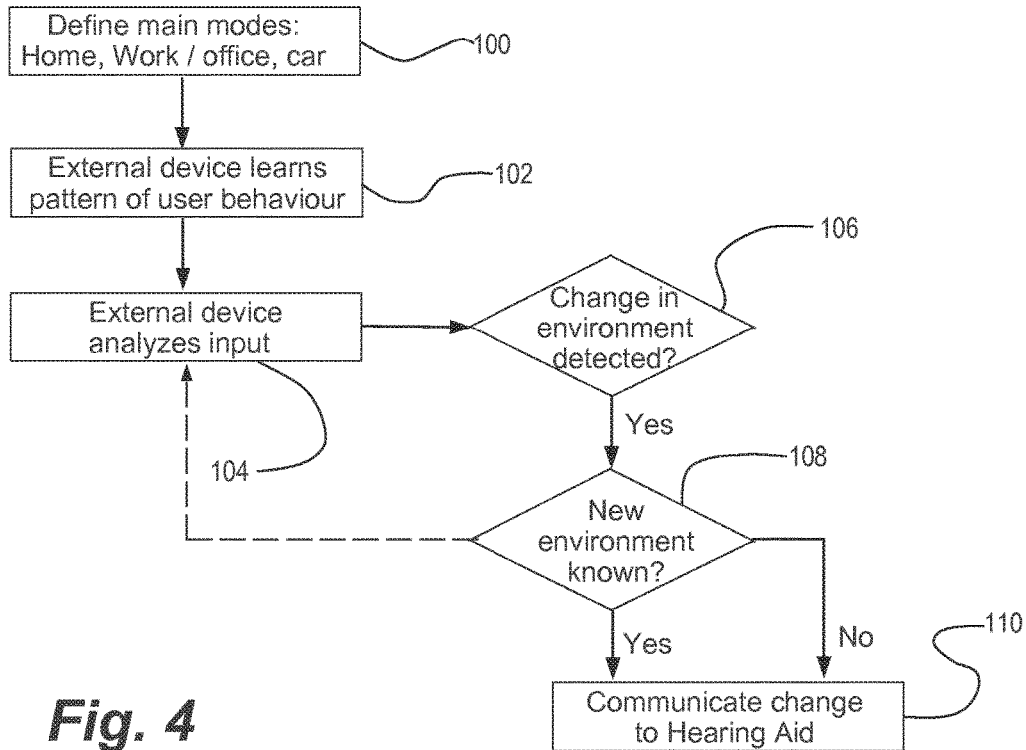 Define main modes:
Home, Work / office, car
100
External device learns
pattern of user behaviour
102
External device
analyzes input
104
Change in
environment
detected?
106
Yes
New
environment
known?
108
Yes
No
Communicate change
to Hearing Aid
110
Fig. 4